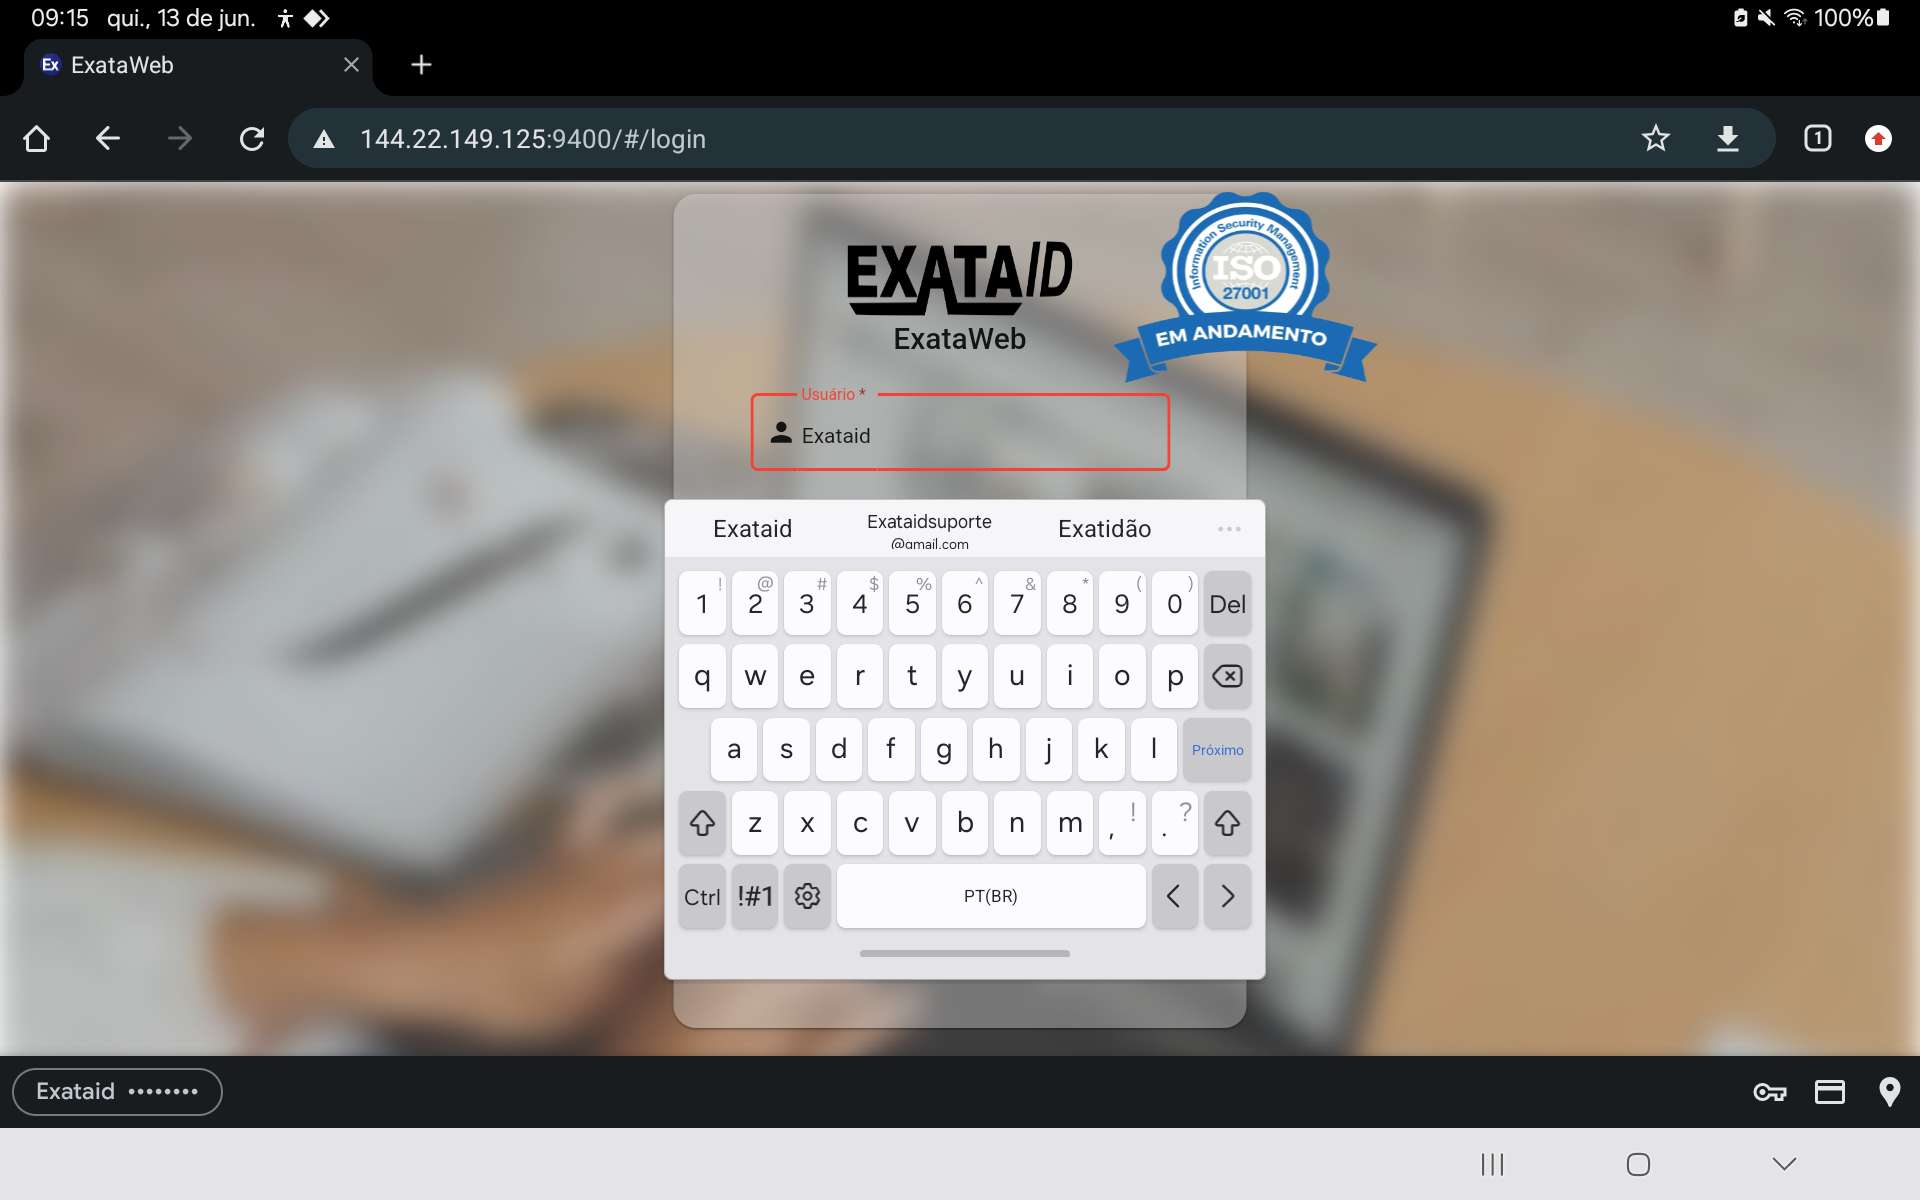 09:15 qui., 13 de jun. 100%
Ex ExataWeb
144.22.149.125:9400/#/login 1
EXATAID
ExataWeb
Information Security Management
ISO
27001
EM ANDAMENTO
Usuário *
Exataid
Exataid Exataidsuporte @gmail.com Exatidão
! @ # $ % ^ & * ( )
1 2 3 4 5 6 7 8 9 0 Del
q w e r t y u i o p
a s d f g h j k l Próximo
z x c v b n m , ! . ?
Ctrl !#1 PT(BR) < >
Exataid ••••••••